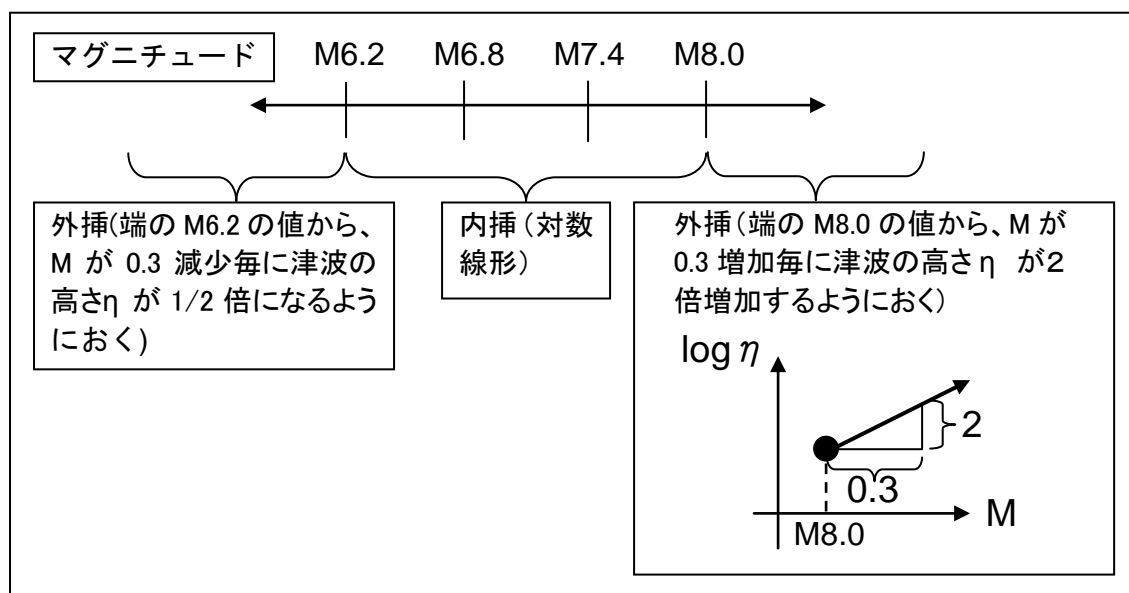 マグニチュード M6.2 M6.8 M7.4 M8.0
外挿(端の M6.2 の値から、
M が 0.3 減少毎に津波の
高さη が 1/2 倍になるよう
におく)
内挿（対数
線形）
外挿(端の M8.0 の値から、M が
0.3 増加毎に津波の高さη が２
倍増加するようにおく)
log η
2
0.3
M
M8.0